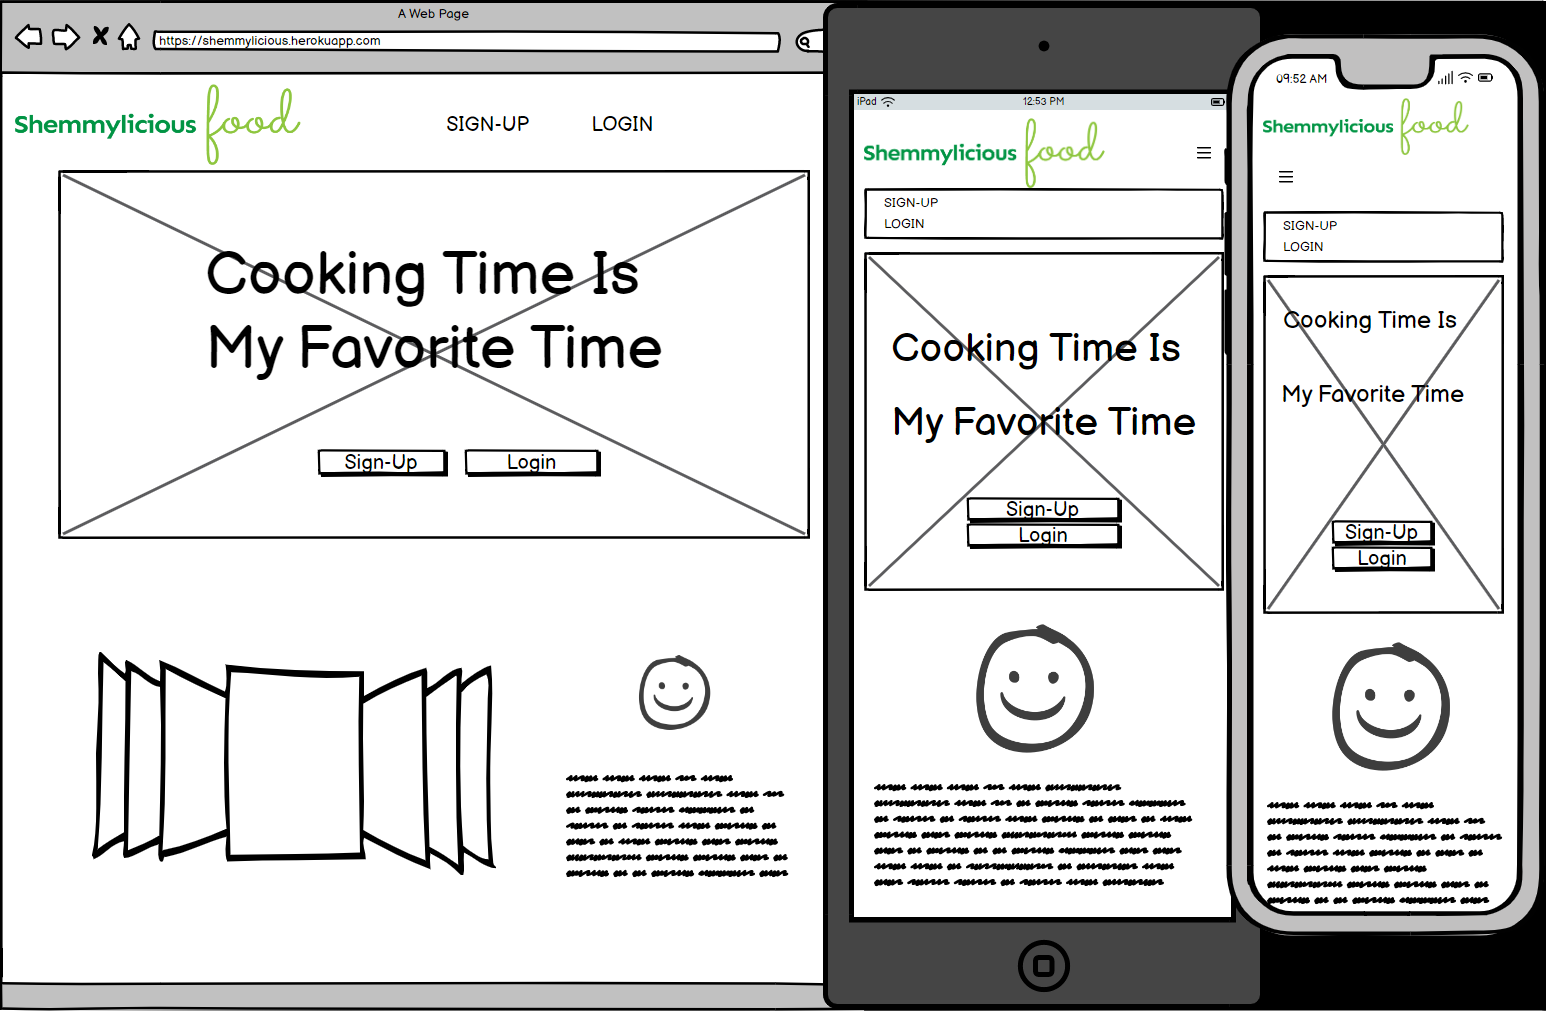 A Web Page
https://shemmylicious.herokuapp.com
Shemmylicious food
SIGN-UP LOGIN
Cooking Time Is
My Favorite Time
Sign-Up Login
iPad 12:53 PM
Shemmylicious food
SIGN-UP
LOGIN
Cooking Time Is
My Favorite Time
Sign-Up
Login
09:52 AM
Shemmylicious food
SIGN-UP
LOGIN
Cooking Time Is
My Favorite Time
Sign-Up
Login